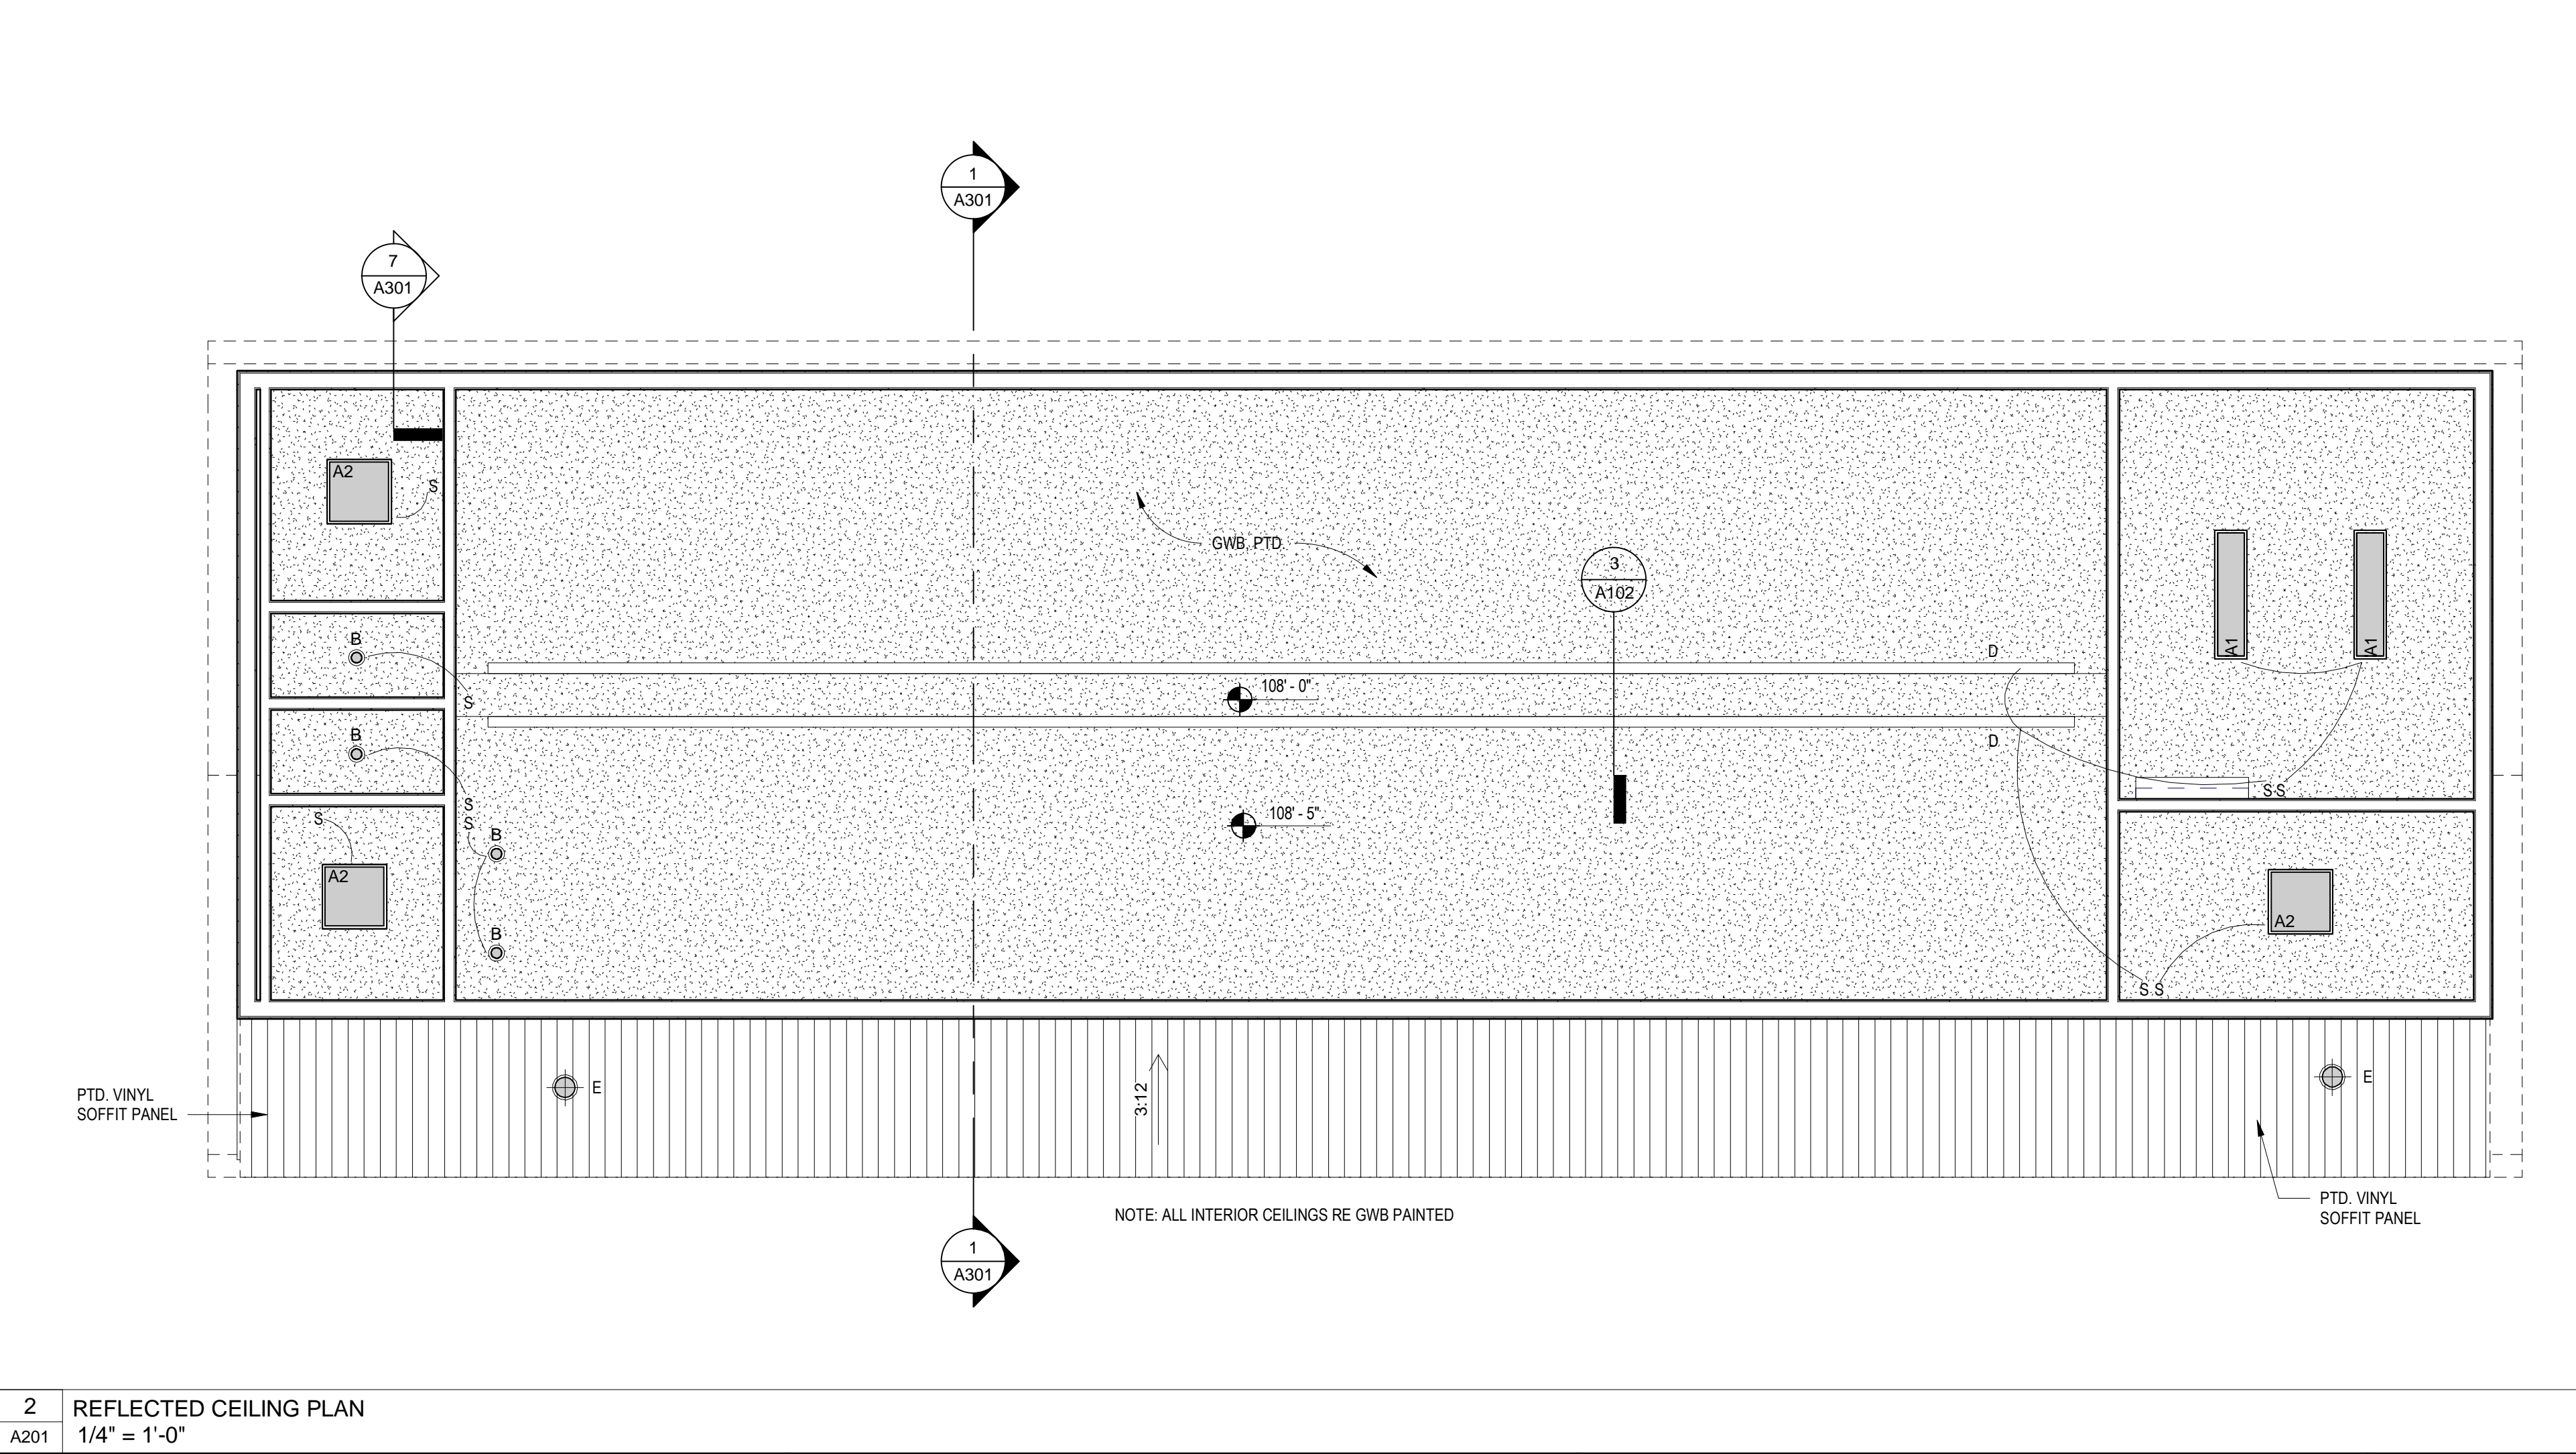 1
A301
7
A301
A2
S
GWB, PTD.
3
A102
B
A1
A1
D
108' - 0"
S
B
D
S S
108' - 5"
S
S
S
B
A2
A2
B
S S
E
E
3:12
PTD. VINYL
SOFFIT PANEL
PTD. VINYL
SOFFIT PANEL
NOTE: ALL INTERIOR CEILINGS RE GWB PAINTED
1
A301
2
REFLECTED CEILING PLAN
A201
1/4" = 1'-0"